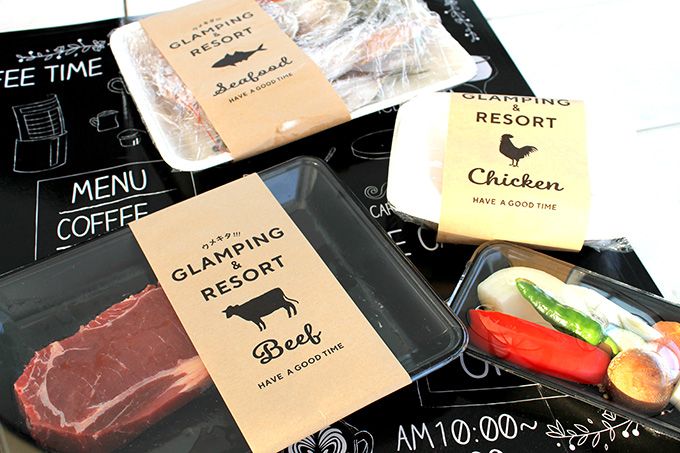 ウメキタ!!!
GLAMPING
&
RESORT
Seafood
HAVE A GOOD TIME
GLAMPING &
RESORT
Chicken
HAVE A GOOD TIME
TIME
MENU
COFFEE
ウメキタ!!!
GLAMPING
&
RESORT
Beef
HAVE A GOOD TIME
AM10:00~